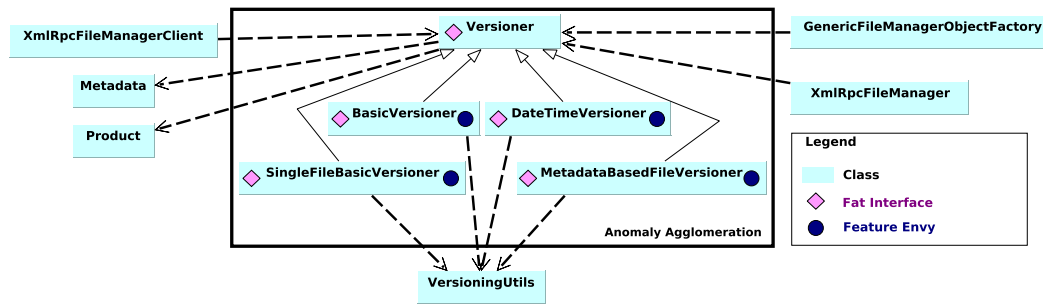 Versioner
GenericFileManagerObjectFactory
XmlRpcFileManagerClient
Metadata
XmlRpcFileManager
BasicVersioner
DateTimeVersioner
Product
Legend
SingleFileBasicVersioner
MetadataBasedFileVersioner
Class
Fat Interface
Feature Envy
Anomaly Agglomeration
VersioningUtils